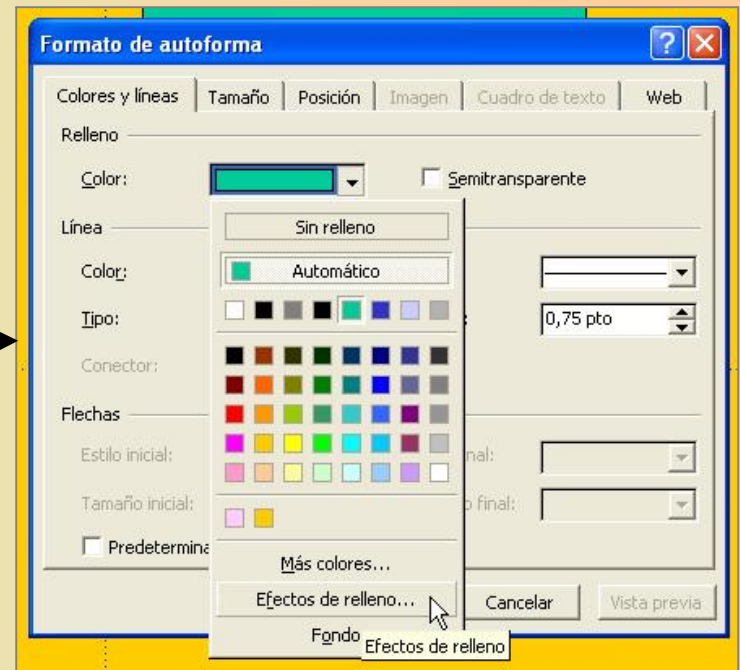 Formato de autoforma
Colores y líneas Tamaño Posición Imagen Cuadro de texto Web
Relleno
Color: Semitransparente
Sin relleno
Línea
Automático
Color:
Tipo: 0,75 pto
Conector:
Flechas
Estilo inicial: nal:
Tamaño inicial: final:
Predetermina
Más colores...
Efectos de relleno... Cancelar Vista previa
Fondo
Efectos de relleno